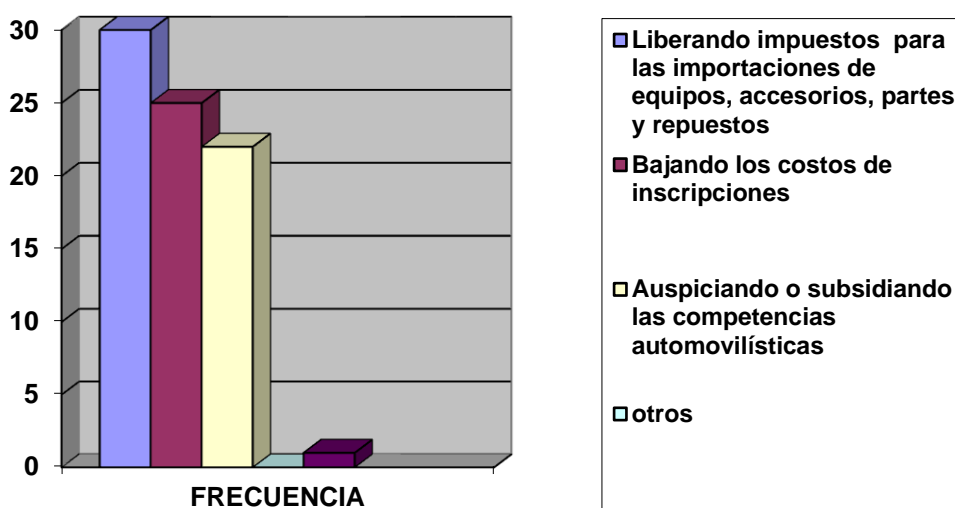 30
25
20
15
10
5
0
FRECUENCIA
Liberando impuestos para
las importaciones de
equipos, accesorios, partes
y repuestos
Bajando los costos de
inscripciones
Auspiciando o subsidiando
las competencias
automovilísticas
otros